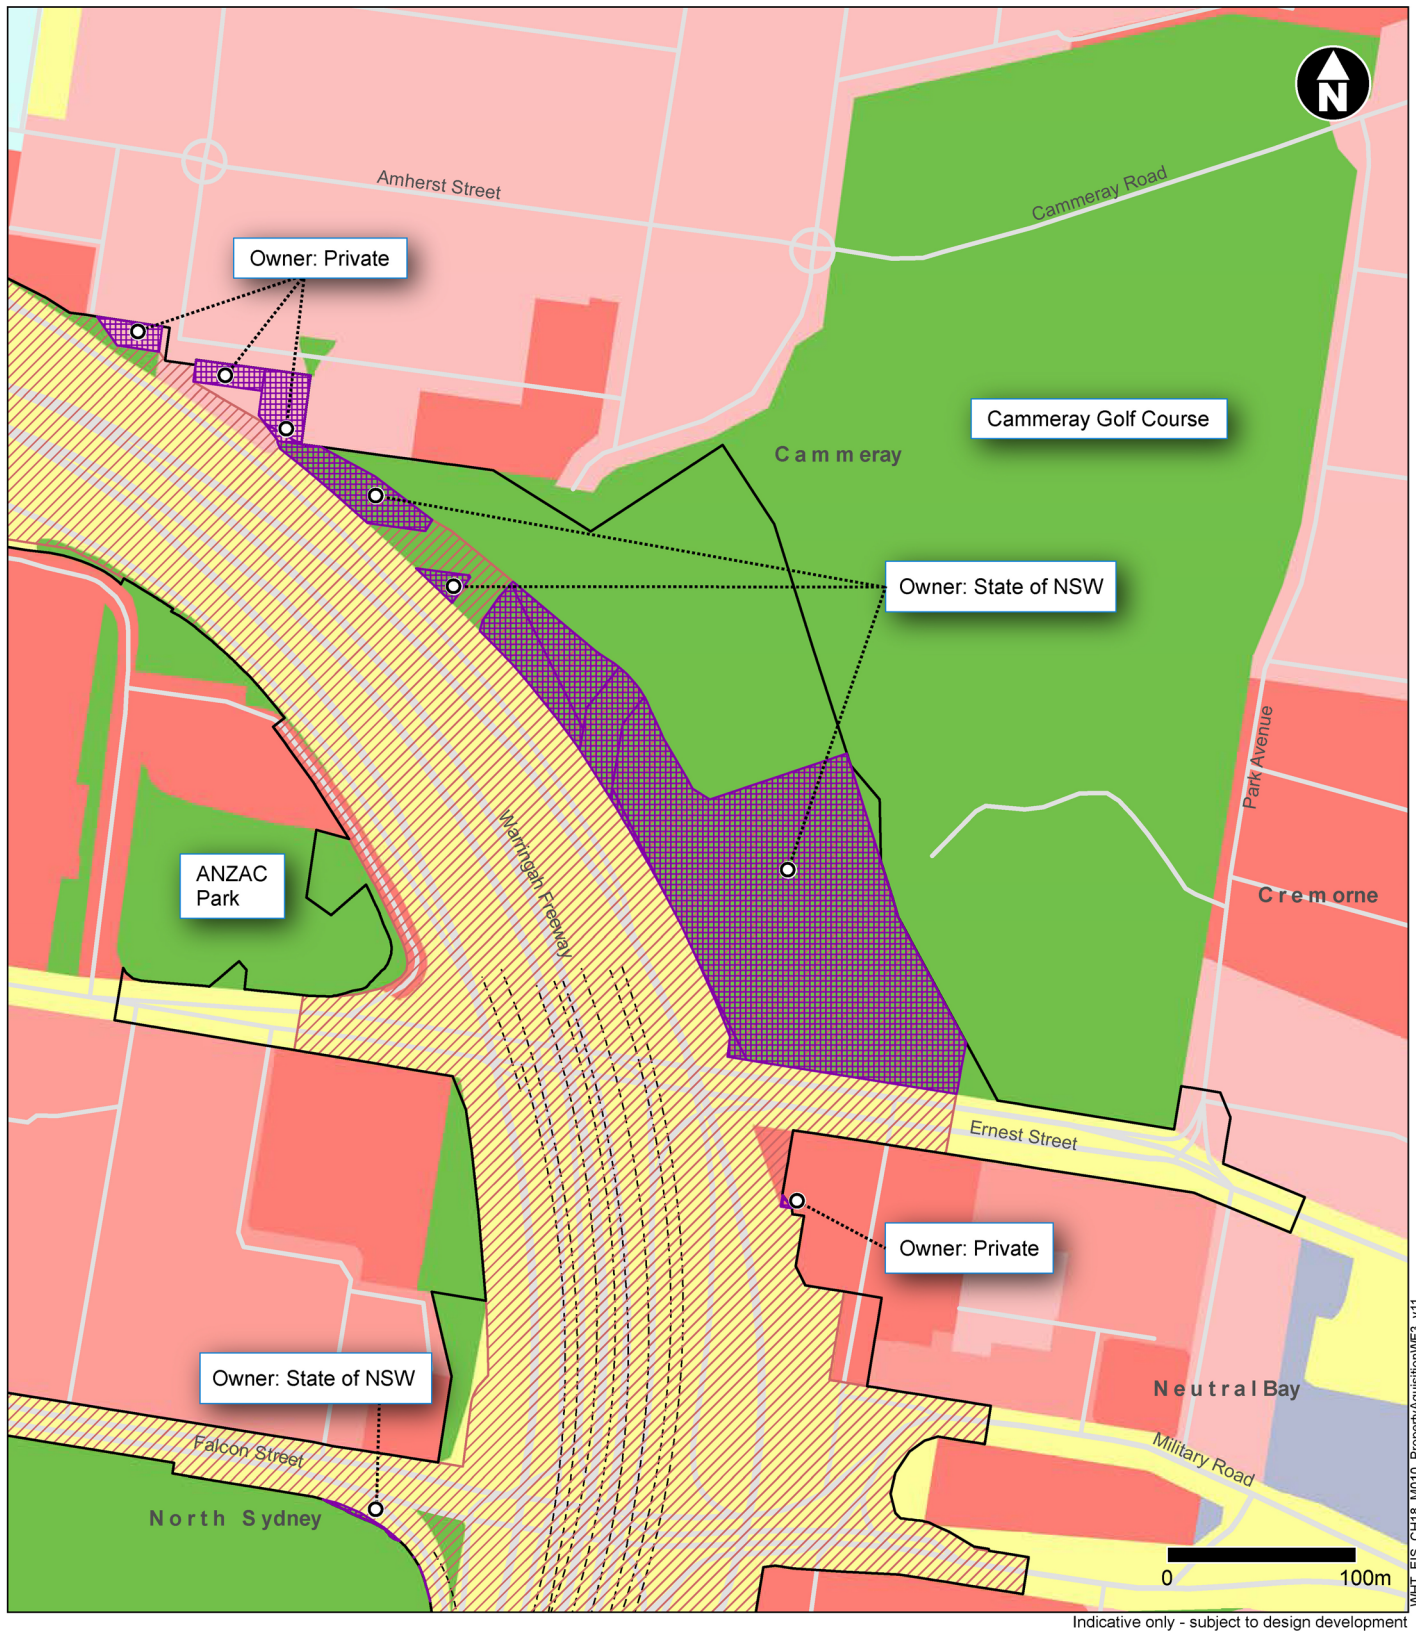 N
Amherst Street
Cammeray Road
Owner: Private
Cammeray Golf Course
Cammeray
Owner: State of NSW
Park Avenue
Warringah Freeway
ANZAC
Park
Cremorne
Ernest Street
Owner: Private
Owner: State of NSW
Neutral Bay
Falcon Street
Military Road
North Sydney
0 100m
WHT_EIS_CH18_M010_PropertyAquisitionWF3_v11
Indicative only - subject to design development